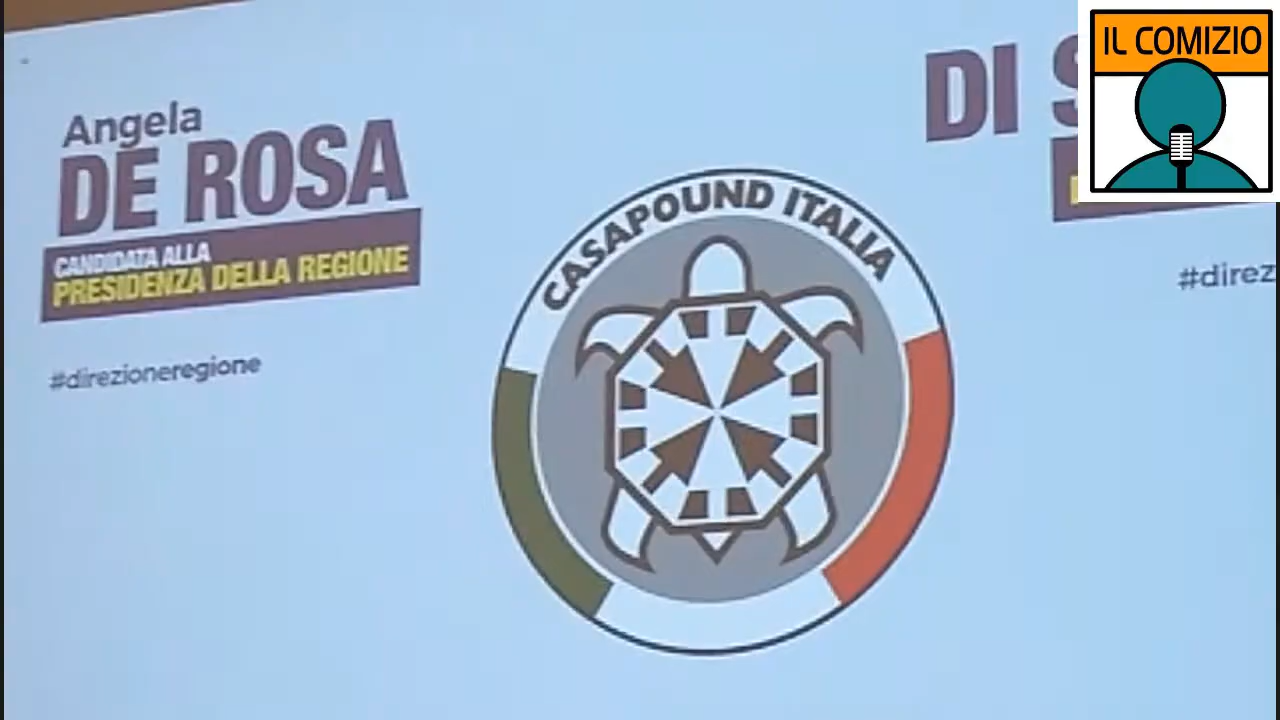 Angela
DE ROSA
CANDIDATA ALLA
PRESIDENZA DELLA REGIONE
#direzioneregione
CASAPOUND ITALIA
DI S
#direz
IL COMIZIO